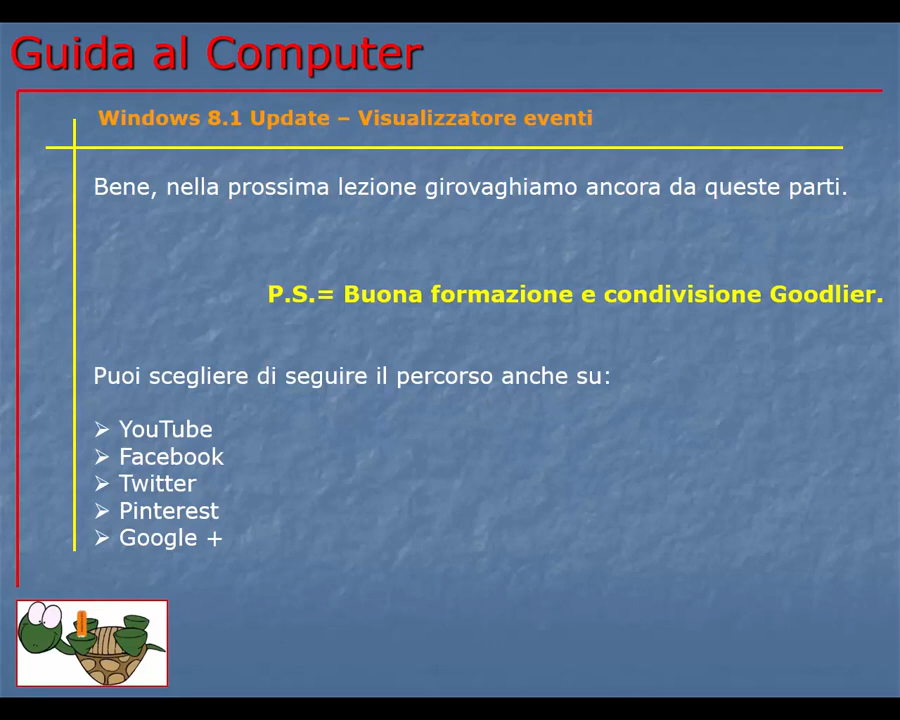 Guida al Computer
Windows 8.1 Update – Visualizzatore eventi
Bene, nella prossima lezione girovaghiamo ancora da queste parti.
P.S.= Buona formazione e condivisione Goodlier.
Puoi scegliere di seguire il percorso anche su:
➢ YouTube
➢ Facebook
➢ Twitter
➢ Pinterest
➢ Google +